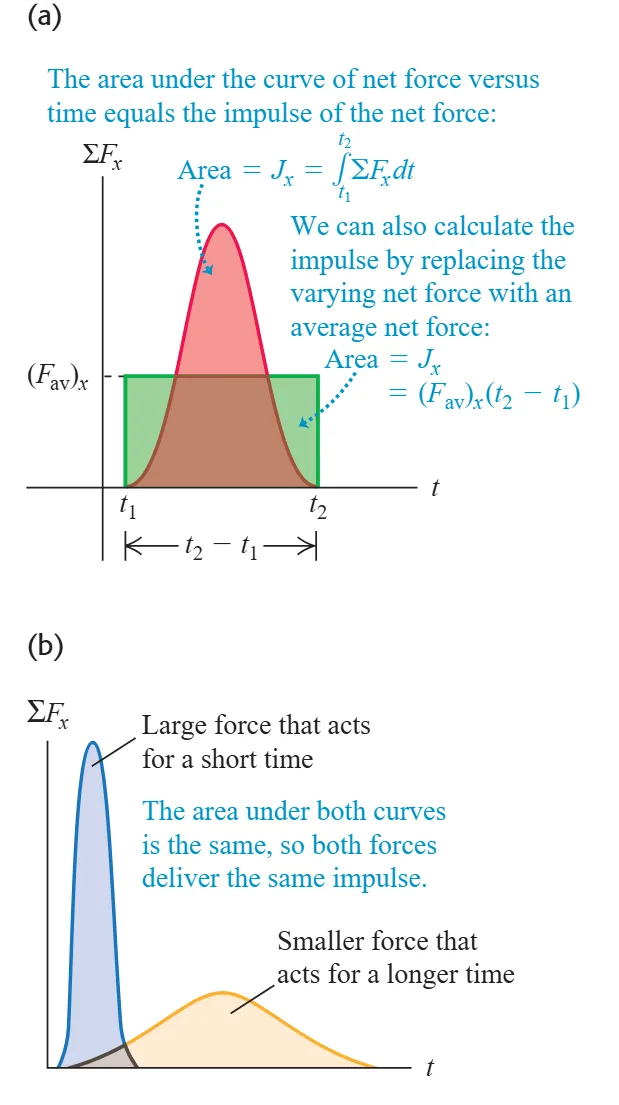 (a)
The area under the curve of net force versus
time equals the impulse of the net force:
ΣFₓ
Area = Jₓ = ∫ₜ₁ᵗ² ΣFₓ dt
We can also calculate the
impulse by replacing the
varying net force with an
average net force:
Area = Jₓ
= (Fₐᵥ)ₓ(t₂ − t₁)
(Fₐᵥ)ₓ
t
t₁
t₂
t₂ − t₁
(b)
ΣFₓ
Large force that acts
for a short time
The area under both curves
is the same, so both forces
deliver the same impulse.
Smaller force that
acts for a longer time
t